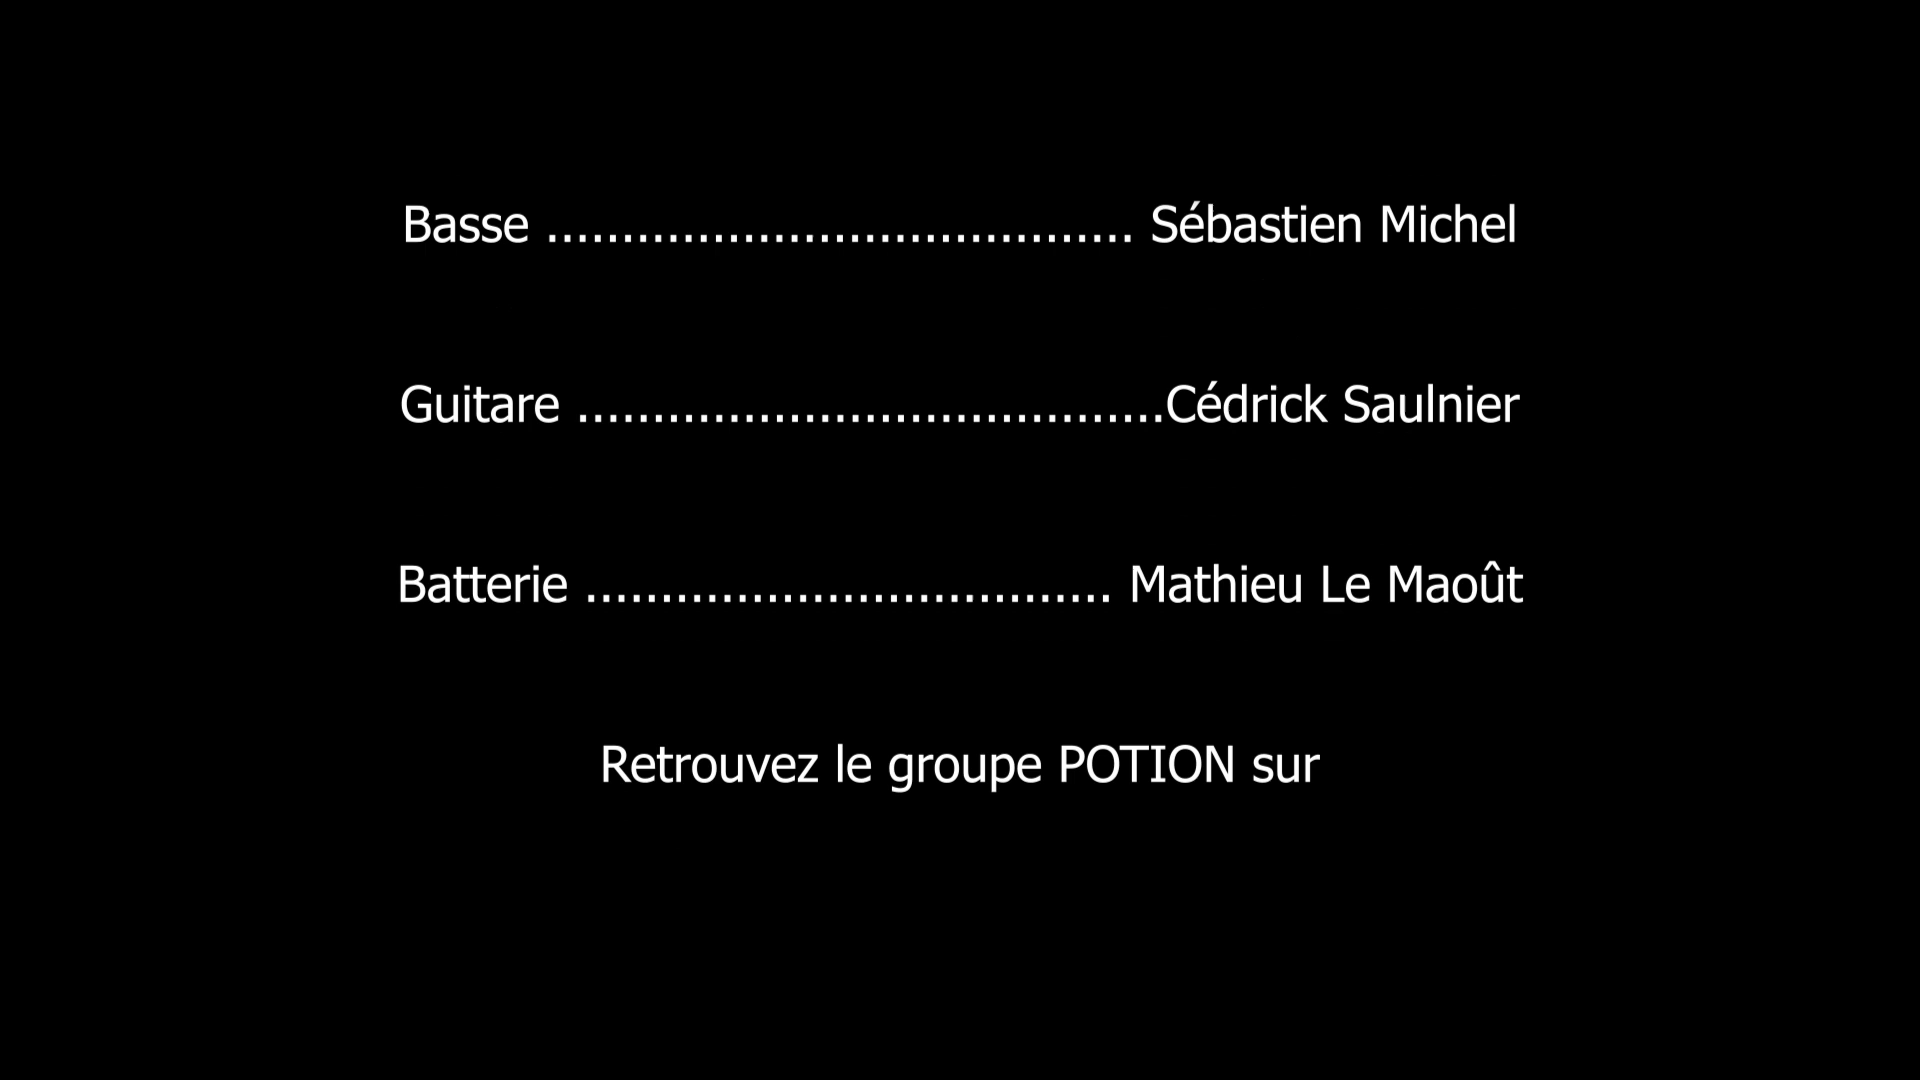 Basse ....................................... Sébastien Michel
Guitare .......................................Cédrick Saulnier
Batterie ................................... Mathieu Le Maoût
Retrouvez le groupe POTION sur